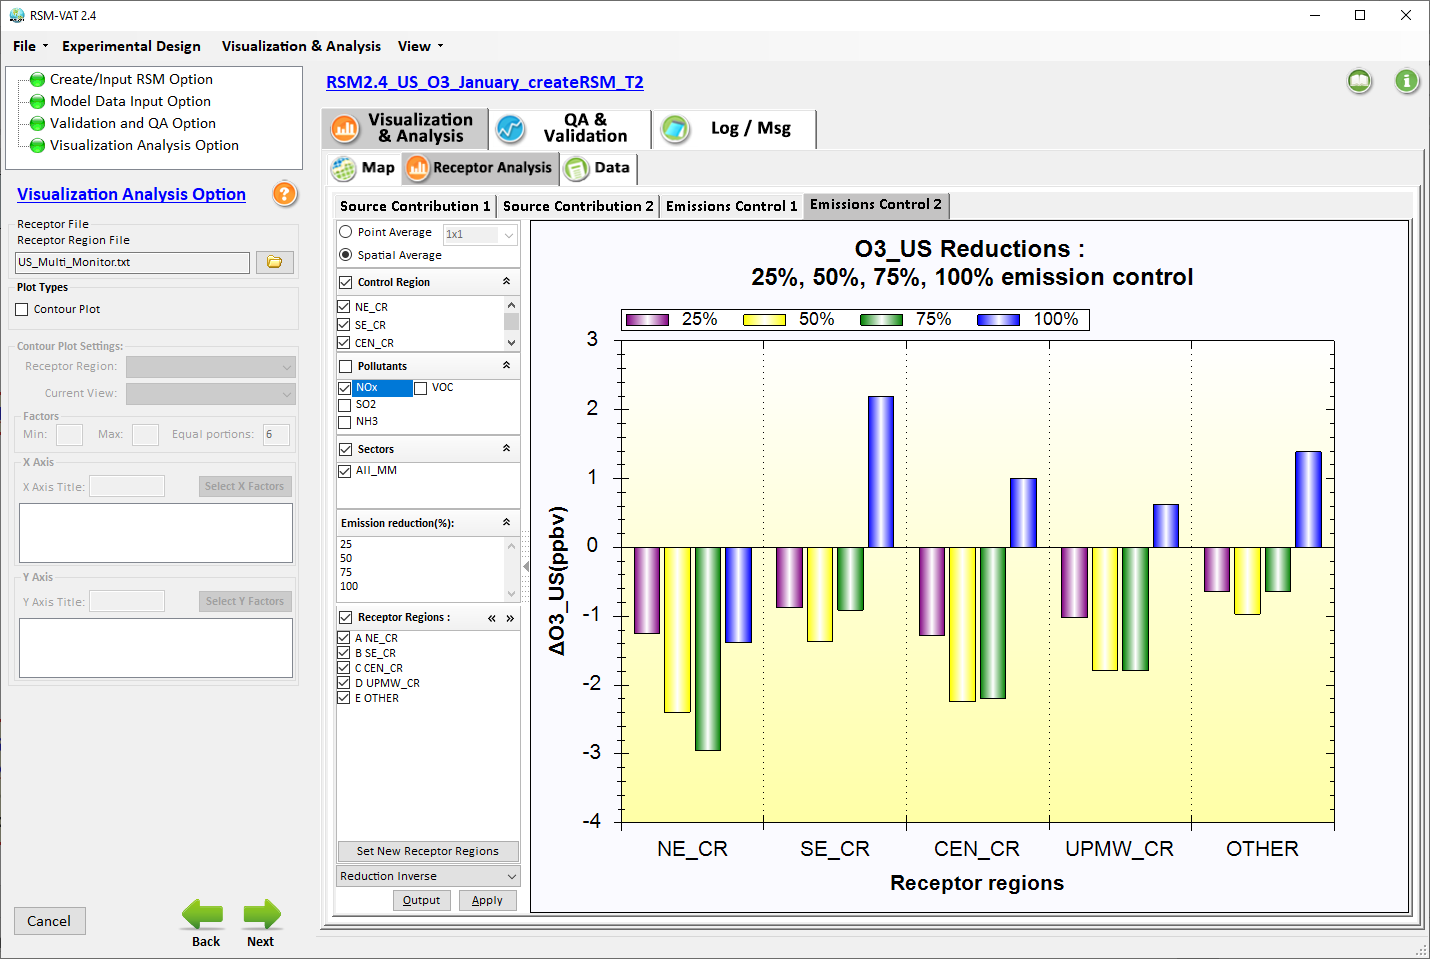 RSM-VAT 2.4
File Experimental Design Visualization & Analysis View
Create/Input RSM Option
Model Data Input Option
Validation and QA Option
Visualization Analysis Option
Visualization Analysis Option
Receptor File
Receptor Region File
US_Multi_Monitor.txt
Plot Types
Contour Plot
Contour Plot Settings:
Receptor Region:
Current View:
Factors
Min: Max: Equal portions: 6
X Axis
X Axis Title: Select X Factors
Y Axis
Y Axis Title: Select Y Factors
Cancel
Back Next
RSM2.4_US_O3_January_createRSM_T2
Visualization
& Analysis
QA &
Validation
Log / Msg
Map Receptor Analysis Data
Source Contribution 1 Source Contribution 2 Emissions Control 1 Emissions Control 2
Point Average 1x1
Spatial Average
Control Region
NE_CR
SE_CR
CEN_CR
Pollutants
NOx VOC
SO2
NH3
Sectors
All_MM
Emission reduction(%):
25
50
75
100
Receptor Regions :  « »
A NE_CR
B SE_CR
C CEN_CR
D UPMW_CR
E OTHER
Set New Receptor Regions
Reduction Inverse
Output Apply
O3_US Reductions :
25%, 50%, 75%, 100% emission control
25% 50% 75% 100%
3
2
1
0
-1
-2
-3
-4
ΔO3_US(ppbv)
NE_CR SE_CR CEN_CR UPMW_CR OTHER
Receptor regions